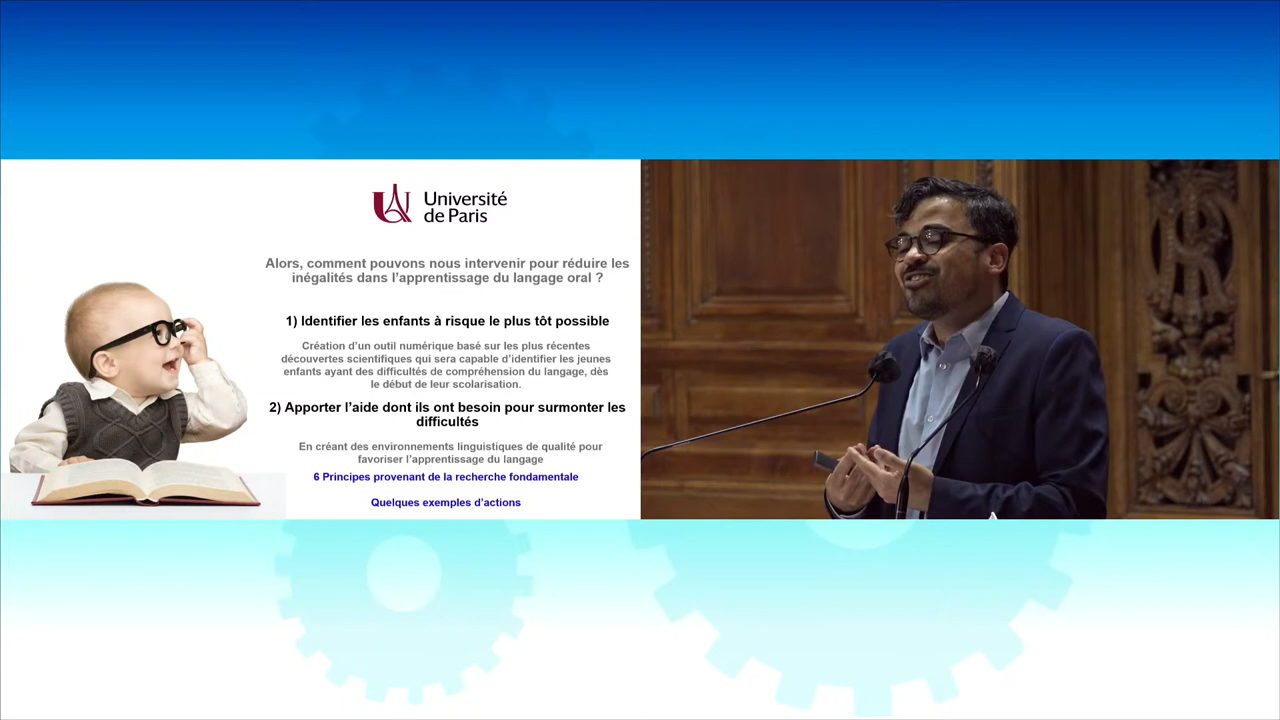 Université
de Paris
Alors, comment pouvons nous intervenir pour réduire les
inégalités dans l'apprentissage du langage oral ?
1) Identifier les enfants à risque le plus tôt possible
Création d'un outil numérique basé sur les plus récentes
découvertes scientifiques qui sera capable d'identifier les jeunes
enfants ayant des difficultés de compréhension du langage, dès
le début de leur scolarisation.
2) Apporter l'aide dont ils ont besoin pour surmonter les
difficultés
En créant des environnements linguistiques de qualité pour
favoriser l'apprentissage du langage
6 Principes provenant de la recherche fondamentale
Quelques exemples d'actions